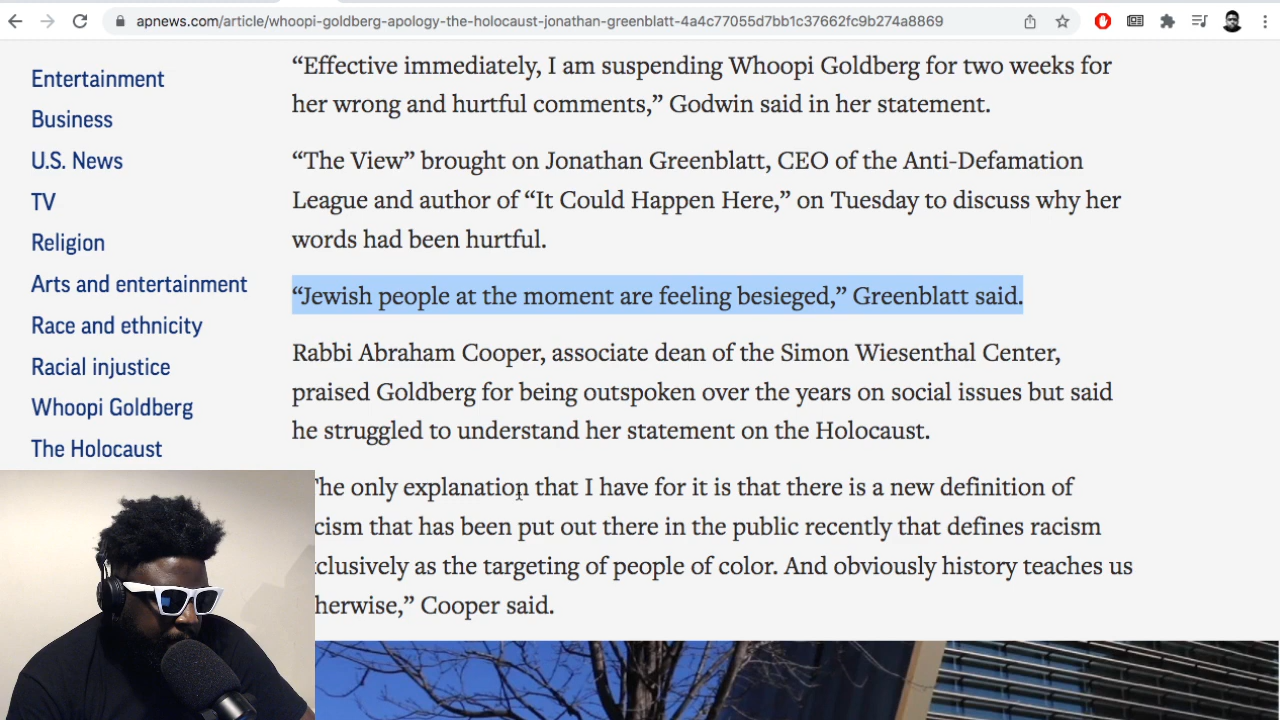 apnews.com/article/whoopi-goldberg-apology-the-holocaust-jonathan-greenblatt-4a4c77055d7bb1c37662fc9b274a8869
Entertainment
Business
U.S. News
TV
Religion
Arts and entertainment
Race and ethnicity
Racial injustice
Whoopi Goldberg
The Holocaust
“Effective immediately, I am suspending Whoopi Goldberg for two weeks for
her wrong and hurtful comments,” Godwin said in her statement.
“The View” brought on Jonathan Greenblatt, CEO of the Anti-Defamation
League and author of “It Could Happen Here,” on Tuesday to discuss why her
words had been hurtful.
“Jewish people at the moment are feeling besieged,” Greenblatt said.
Rabbi Abraham Cooper, associate dean of the Simon Wiesenthal Center,
praised Goldberg for being outspoken over the years on social issues but said
he struggled to understand her statement on the Holocaust.
The only explanation that I have for it is that there is a new definition of
cism that has been put out there in the public recently that defines racism
clusively as the targeting of people of color. And obviously history teaches us
herwise,” Cooper said.